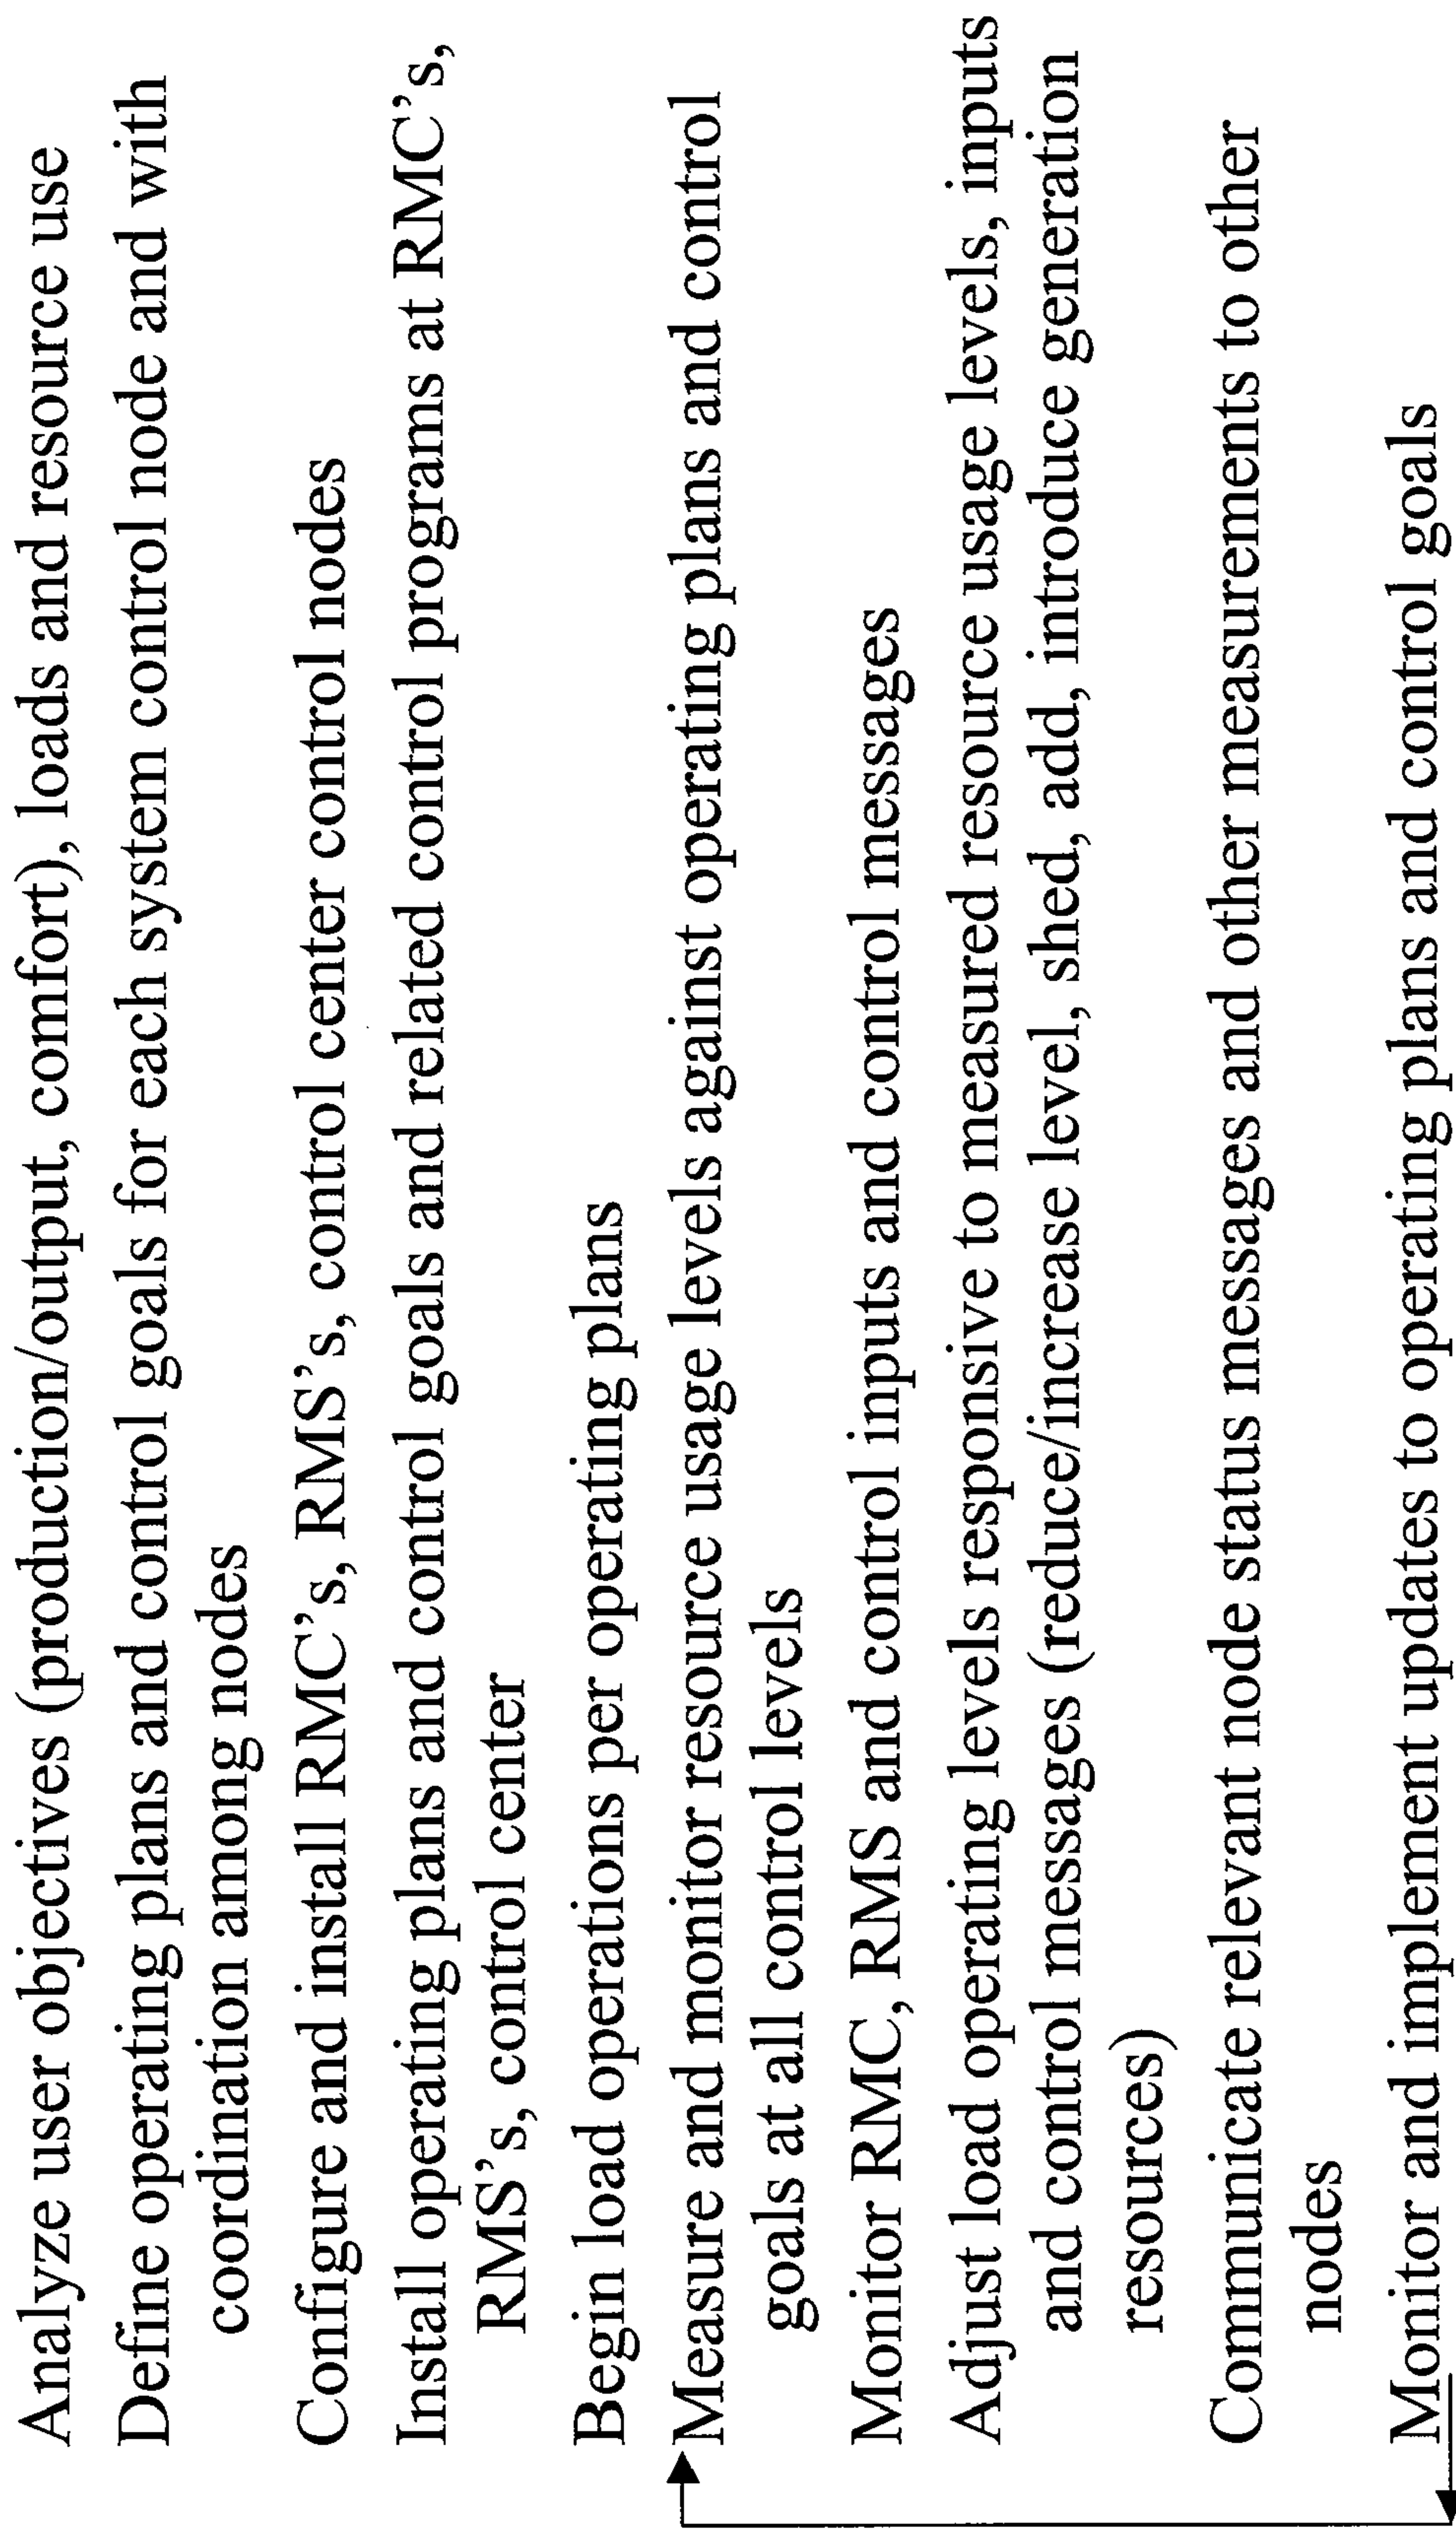 Analyze user objectives (production/output, comfort), loads and resource use
Define operating plans and control goals for each system control node and with
coordination among nodes
Configure and install RMC's, RMS's, control center control nodes
Install operating plans and control goals and related control programs at RMC's,
RMS's, control center
Begin load operations per operating plans
Measure and monitor resource usage levels against operating plans and control
goals at all control levels
Monitor RMC, RMS and control inputs and control messages
Adjust load operating levels responsive to measured resource usage levels, inputs
and control messages (reduce/increase level, shed, add, introduce generation
resources)
Communicate relevant node status messages and other measurements to other
nodes
Monitor and implement updates to operating plans and control goals